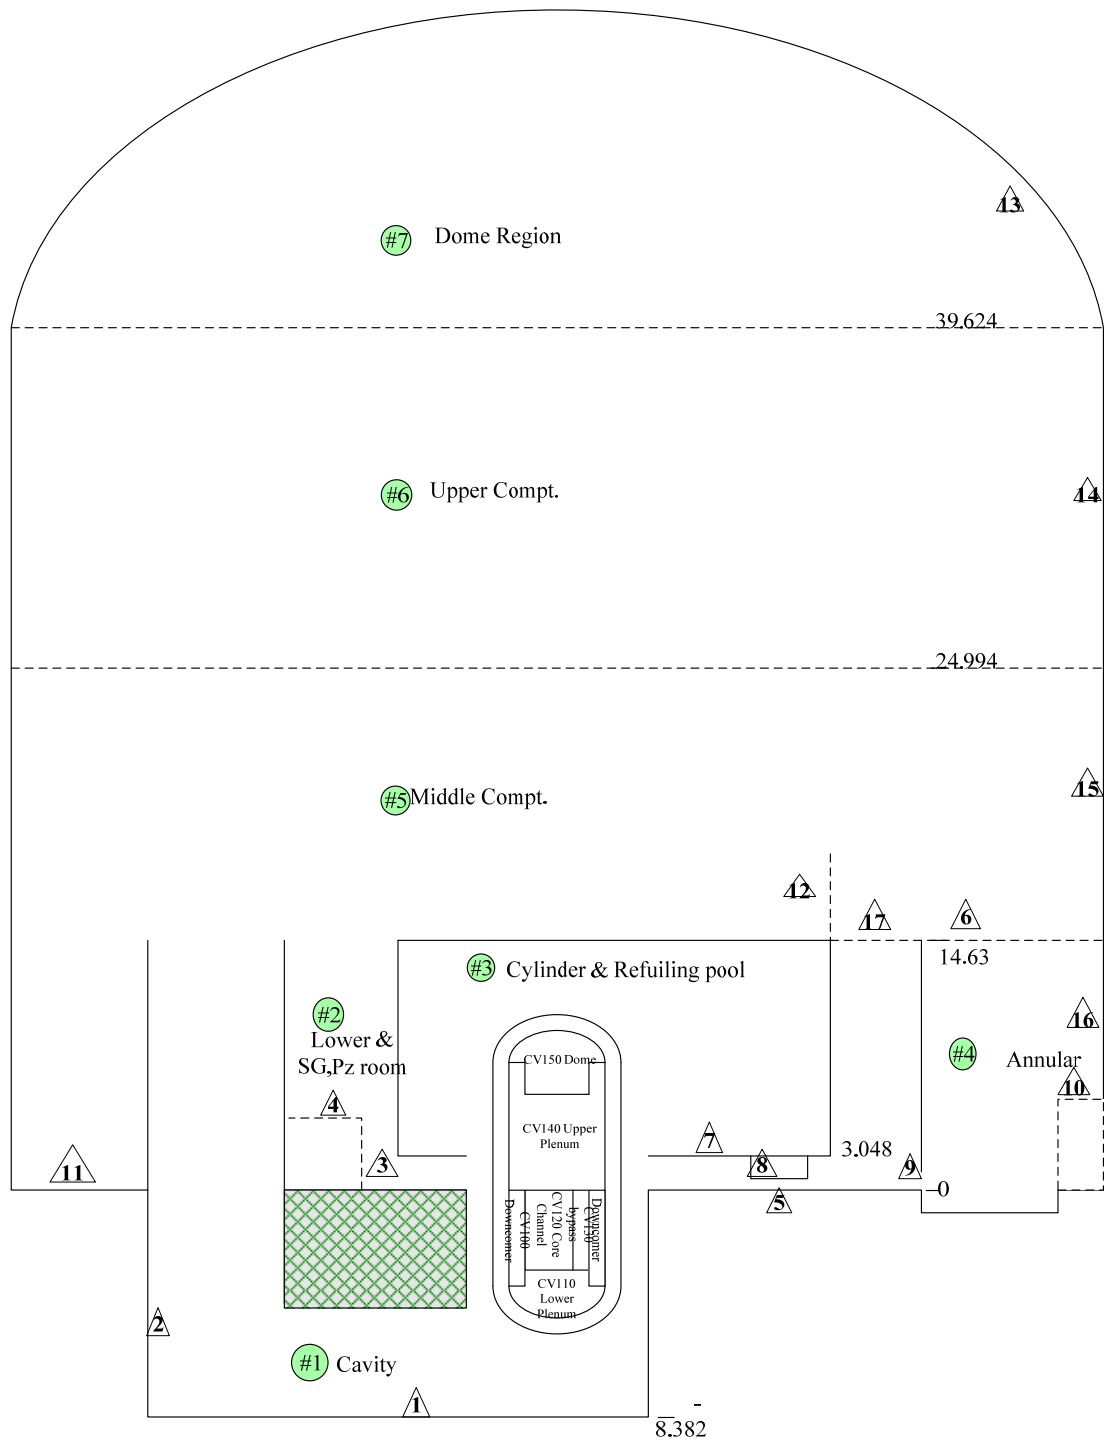 13
#7 Dome Region
39.624
#6 Upper Compt.
14
24.994
15
#5 Middle Compt.
12
17
6
14.63
#3 Cylinder & Refuiling pool
#2
Lower &
SG,Pz room
16
#4 Annular
CV150 Dome
10
4
CV140 Upper
Plenum
7
3.048
11
3
8
9
0
5
Downcomer
CV100
CV120 Core
Channel
bypass
CV130
Downcomer
CV110
Lower
Plenum
2
#1 Cavity
1
-
8.382